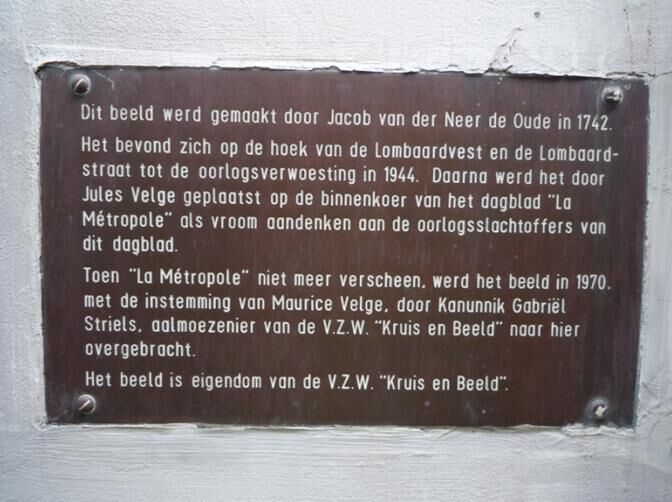 Dit beeld werd gemaakt door Jacob van der Neer de Oude in 1742.
Het bevond zich op de hoek van de Lombaardvest en de Lombaard-
straat tot de oorlogsverwoesting in 1944. Daarna werd het door
Jules Velge geplaatst op de binnenkoer van het dagblad "La
Métropole" als vroom aandenken aan de oorlogsslachtoffers van
dit dagblad.
Toen "La Métropole" niet meer verscheen, werd het beeld in 1970.
met de instemming van Maurice Velge, door Kanunnik Gabriël
Striels, aalmoezenier van de V.Z.W. "Kruis en Beeld" naar hier
overgebracht.
Het beeld is eigendom van de V.Z.W. "Kruis en Beeld".